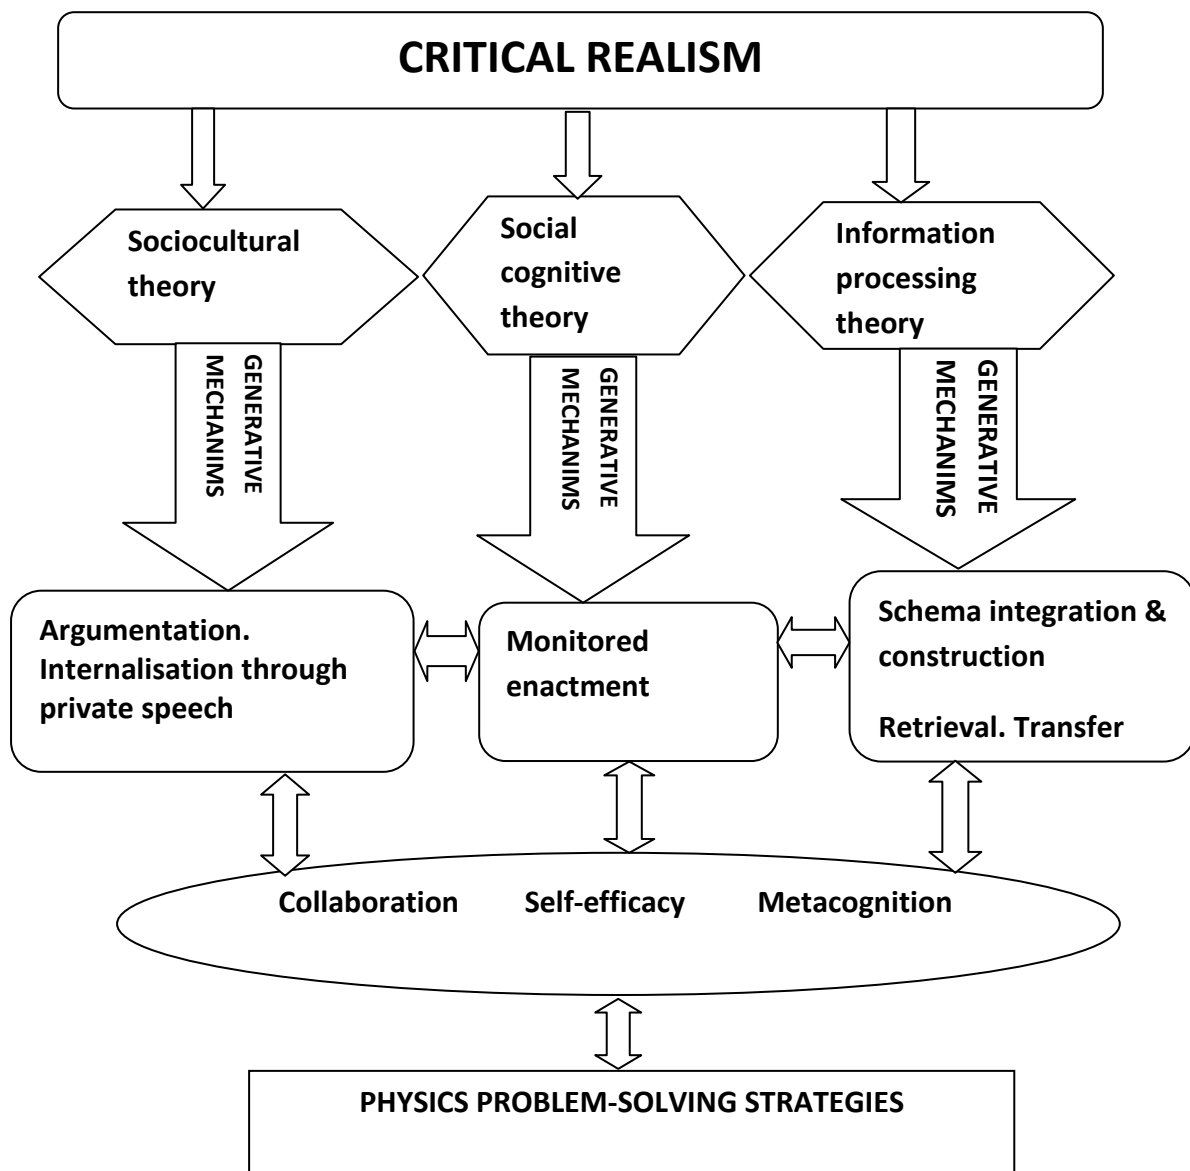 CRITICAL REALISM
Sociocultural
theory
Social
cognitive
theory
Information
processing
theory
GENERATIVE
MECHANIMS
GENERATIVE
MECHANIMS
GENERATIVE
MECHANIMS
Argumentation.
Internalisation through
private speech
Monitored
enactment
Schema integration &
construction
Retrieval. Transfer
Collaboration
Self-efficacy
Metacognition
PHYSICS PROBLEM-SOLVING STRATEGIES